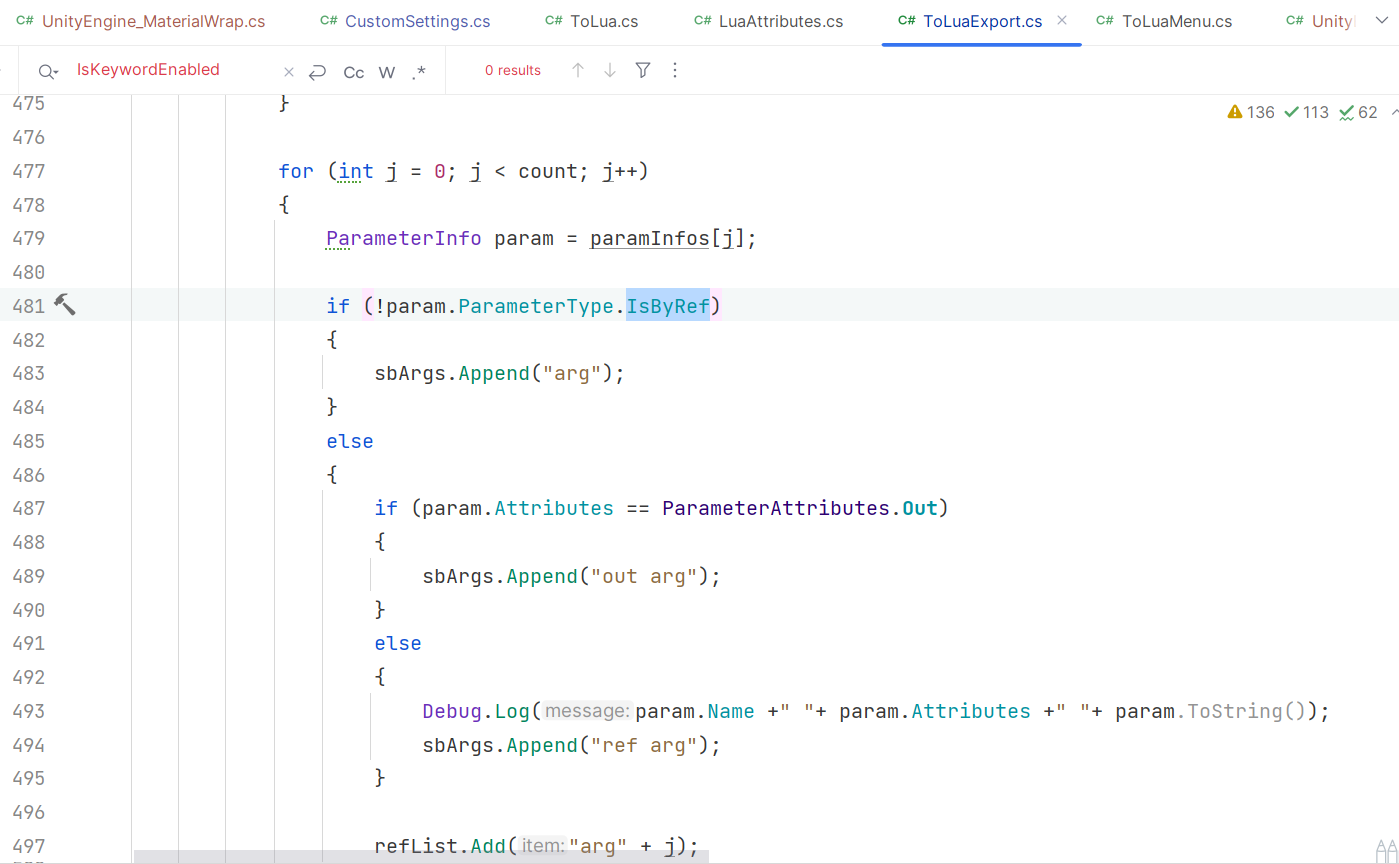 C# UnityEngine_MaterialWrap.cs C# CustomSettings.cs C# ToLua.cs C# LuaAttributes.cs C# ToLuaExport.cs C# ToLuaMenu.cs C# Unity
IsKeywordEnabled Cc W .* 0 results
136 113 62
475 }
476
477 for (int j = 0; j < count; j++)
478 {
479 ParameterInfo param = paramInfos[j];
480
481 if (!param.ParameterType.IsByRef)
482 {
483 sbArgs.Append("arg");
484 }
485 else
486 {
487 if (param.Attributes == ParameterAttributes.Out)
488 {
489 sbArgs.Append("out arg");
490 }
491 else
492 {
493 Debug.Log(message:param.Name +" "+ param.Attributes +" "+ param.ToString());
494 sbArgs.Append("ref arg");
495 }
496
497 refList.Add(item:"arg" + j);